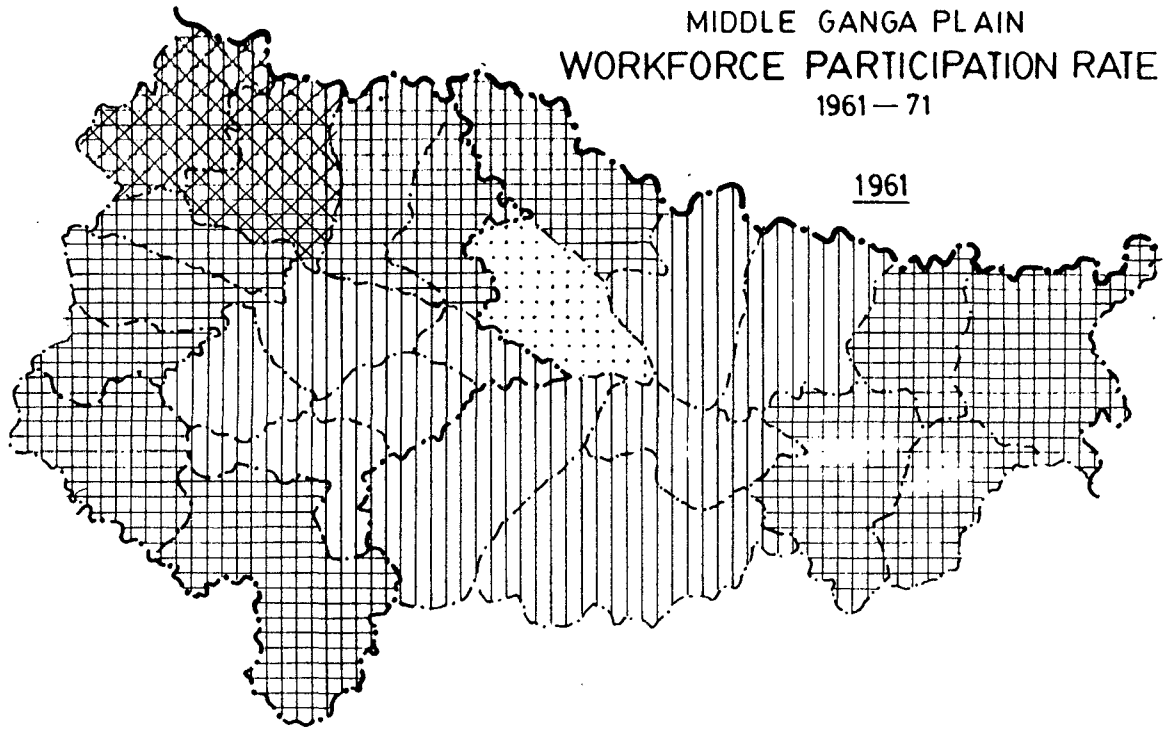 MIDDLE GANGA PLAIN
WORKFORCE PARTICIPATION RATE
1961—71
1961